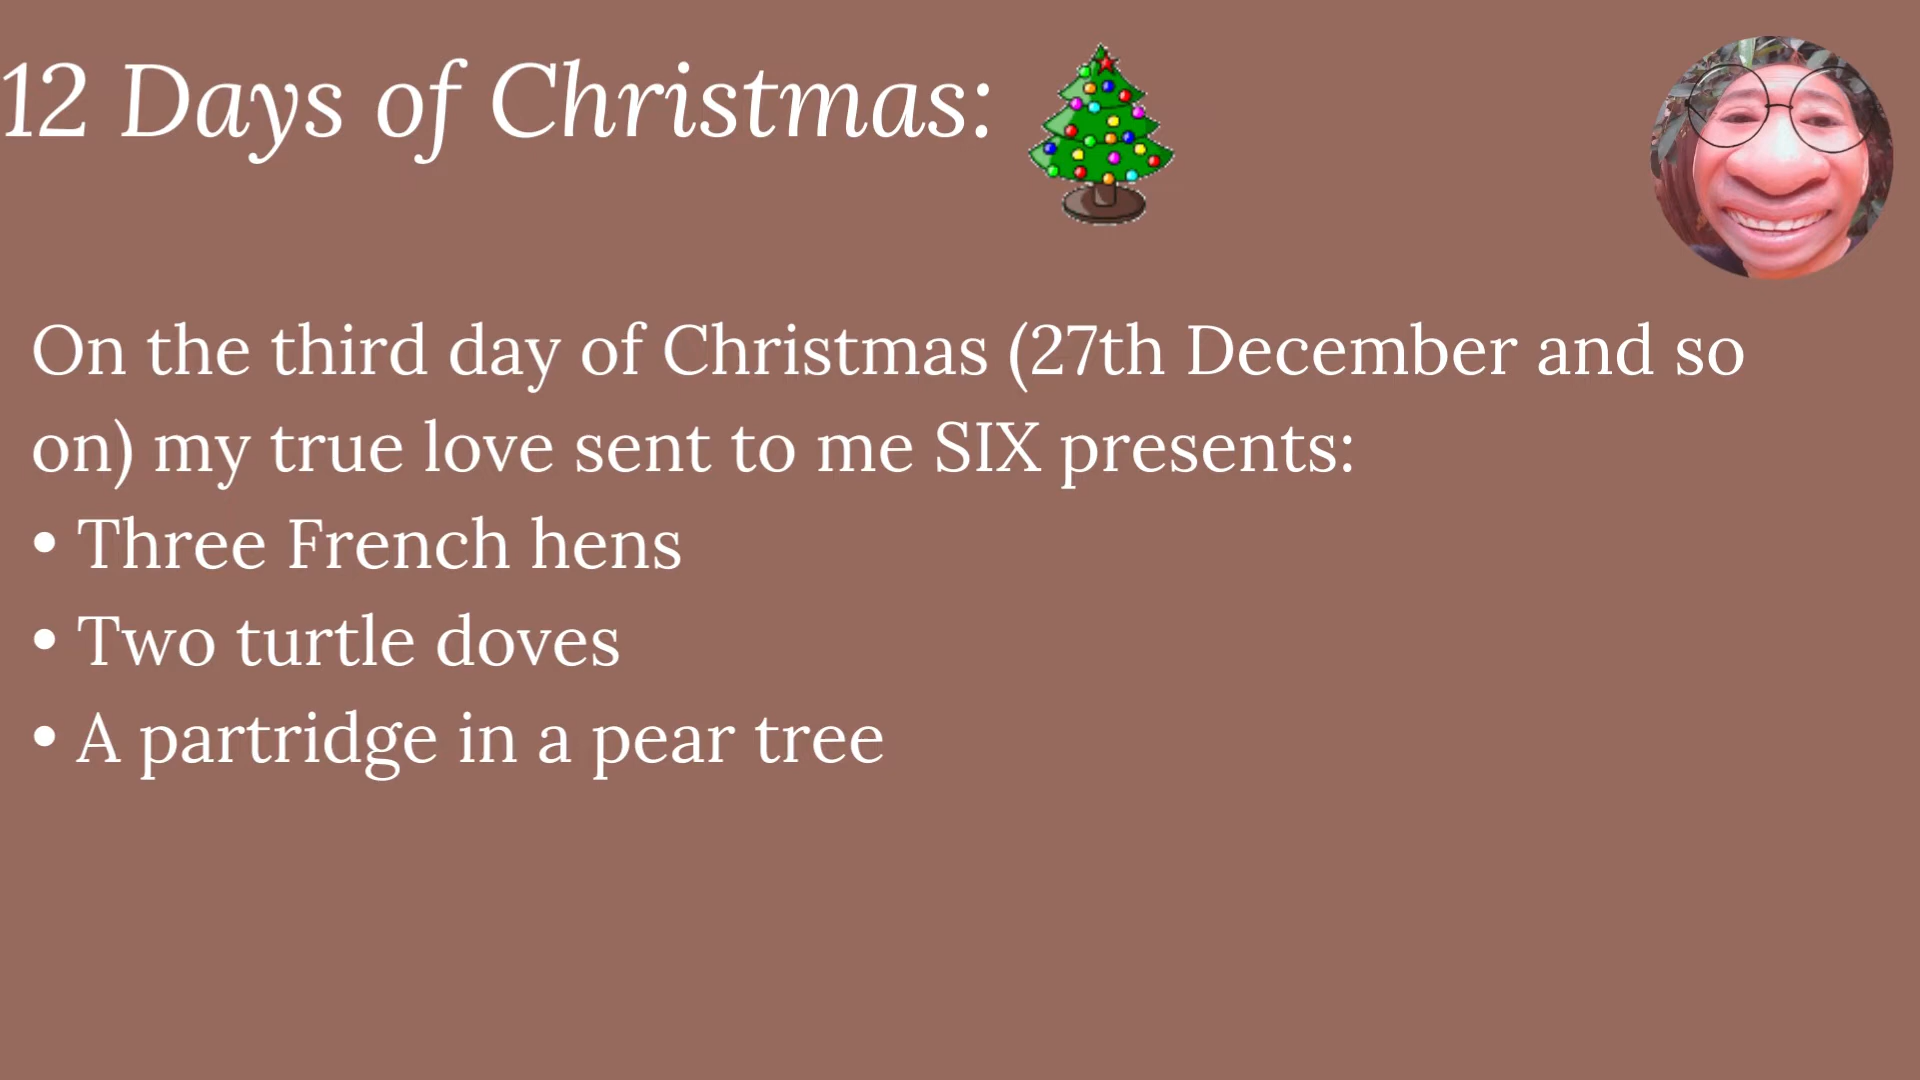 12 Days of Christmas:
On the third day of Christmas (27th December and so
on) my true love sent to me SIX presents:
• Three French hens
• Two turtle doves
• A partridge in a pear tree